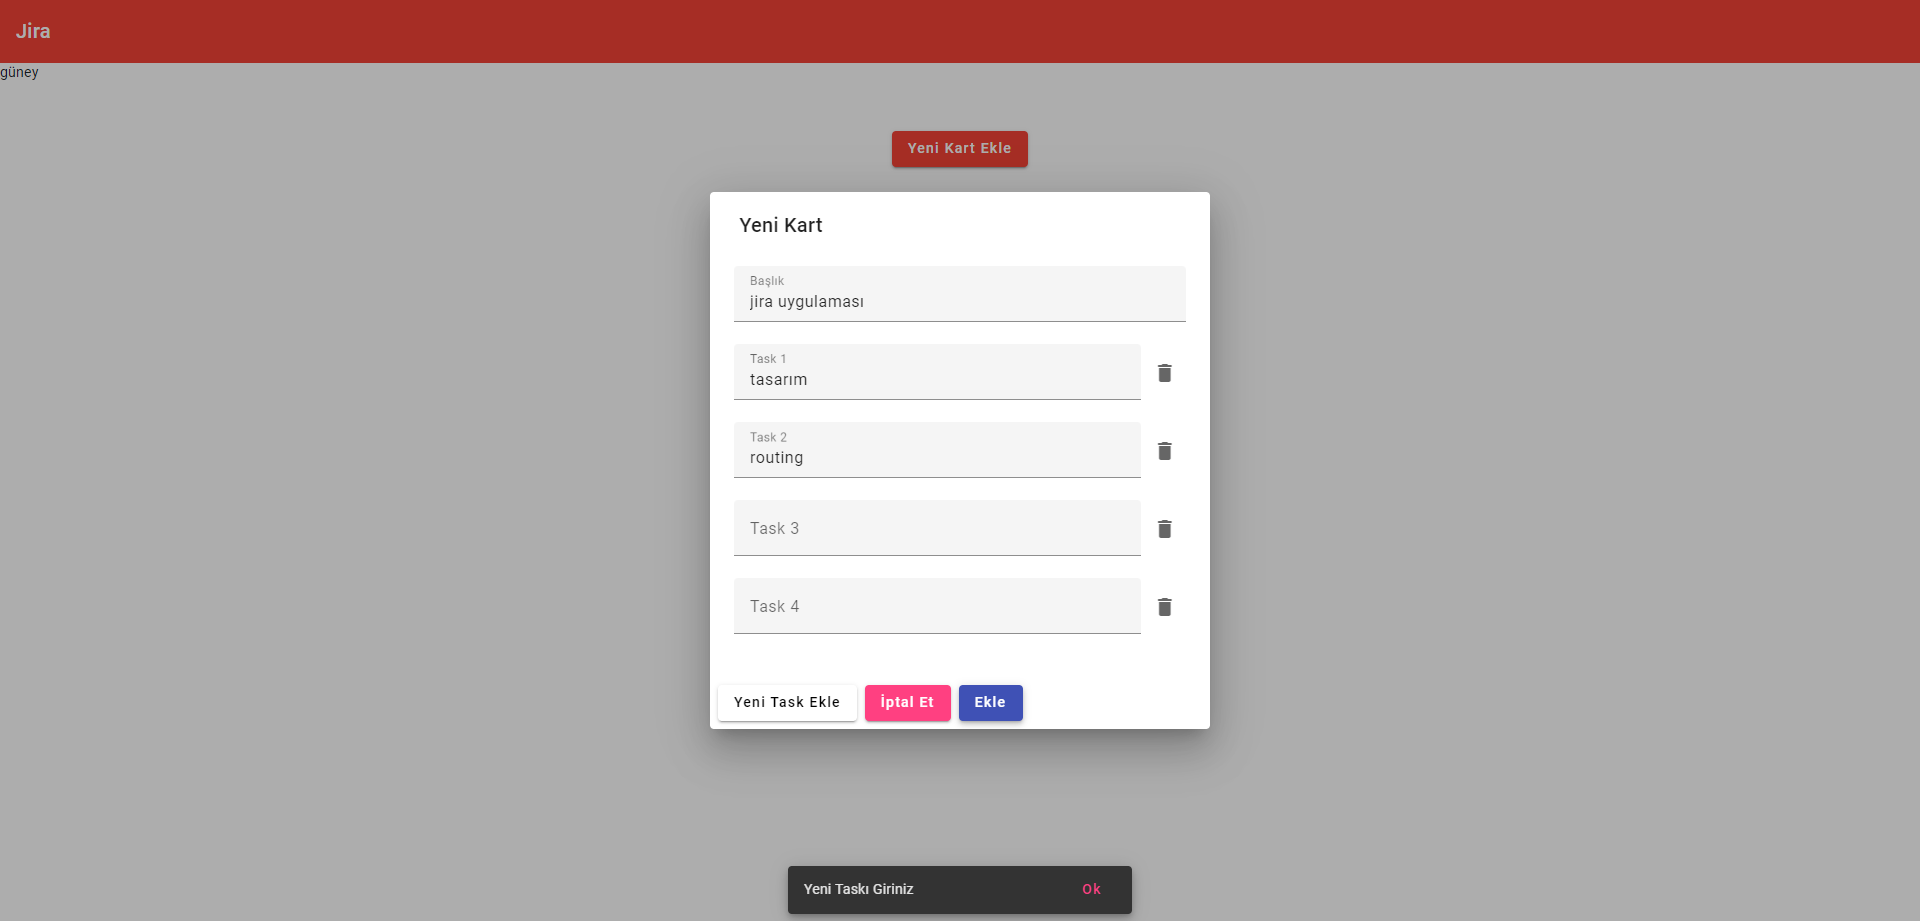 Jira
güney
Yeni Kart Ekle
Yeni Kart
Başlık
jira uygulaması
Task 1
tasarım
Task 2
routing
Task 3
Task 4
Yeni Task Ekle İptal Et Ekle
Yeni Taskı Giriniz Ok